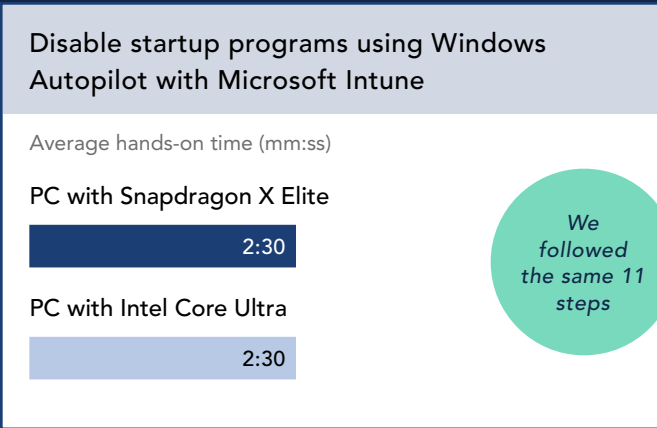 Disable startup programs using Windows
Autopilot with Microsoft Intune
Average hands-on time (mm:ss)
PC with Snapdragon X Elite
2:30
PC with Intel Core Ultra
2:30
We
followed
the same 11
steps